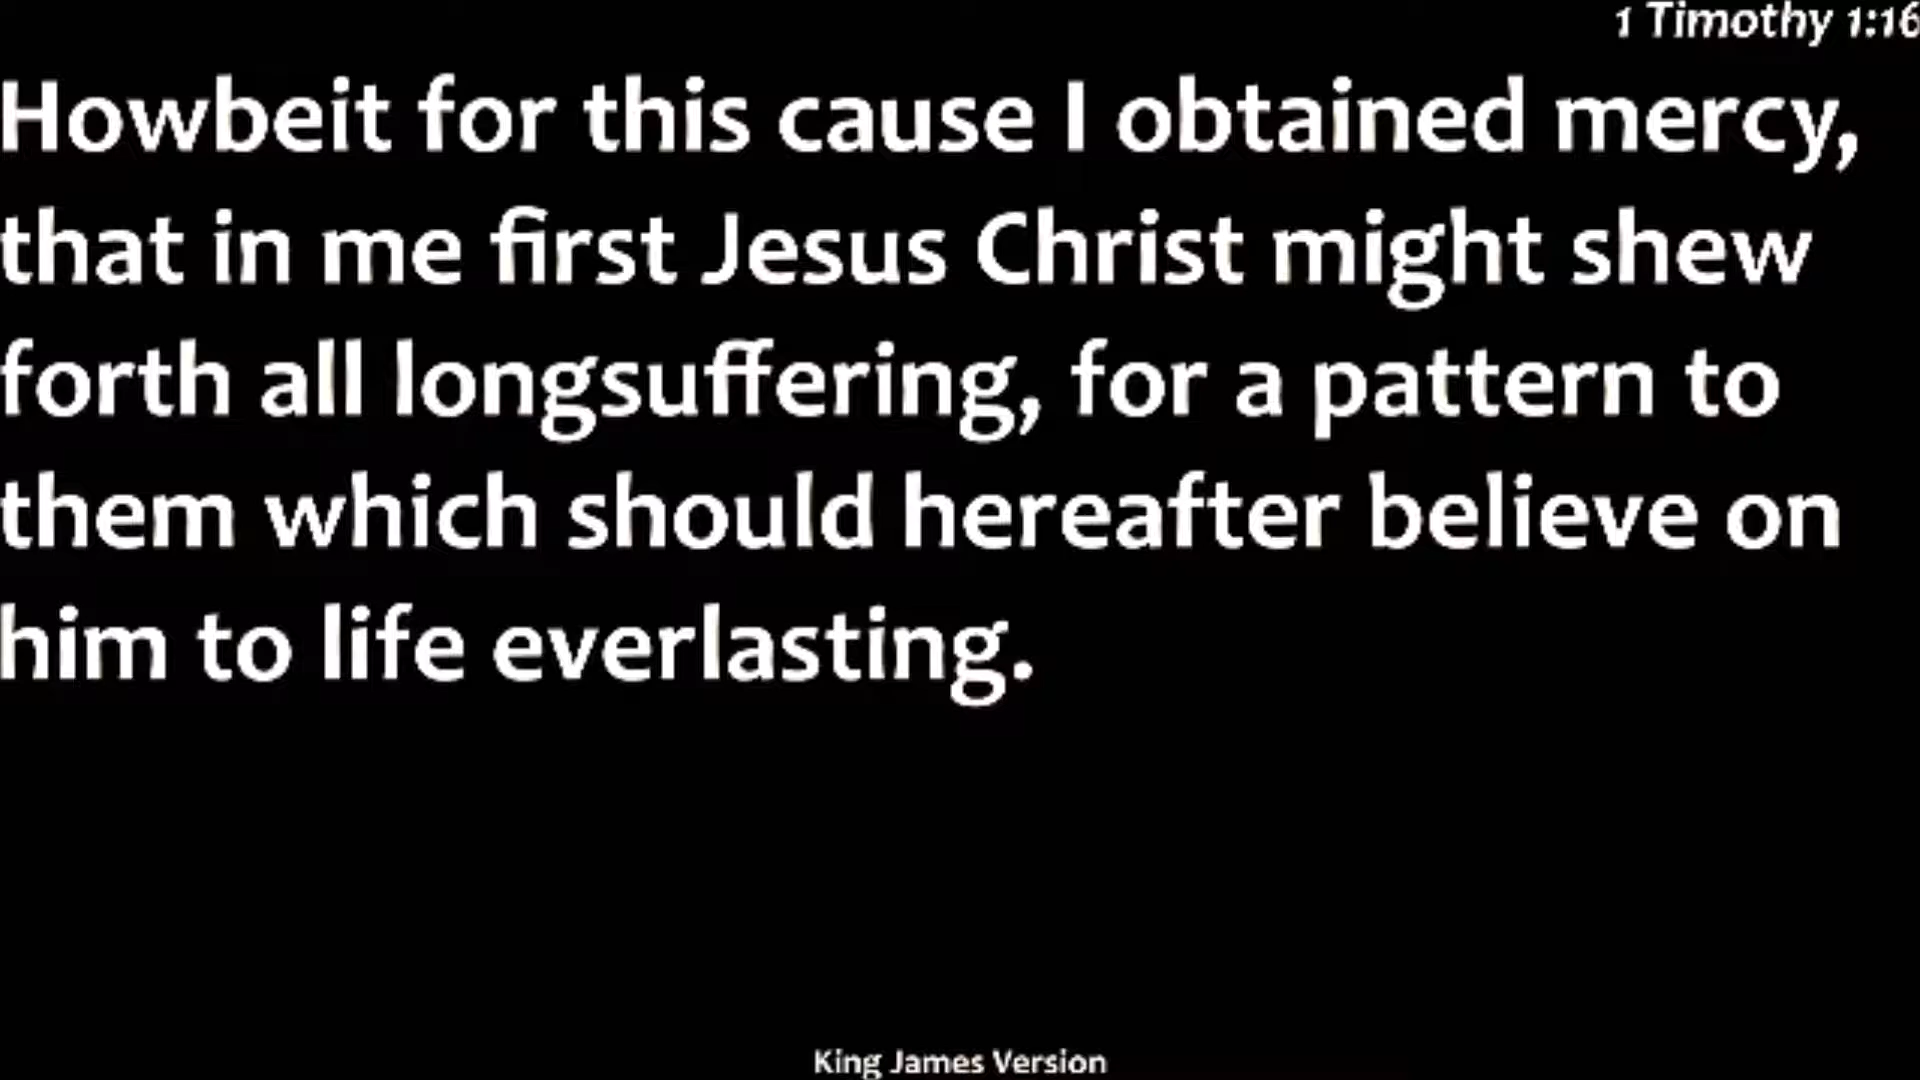 1 Timothy 1:16
Howbeit for this cause I obtained mercy,
that in me first Jesus Christ might shew
forth all longsuffering, for a pattern to
them which should hereafter believe on
him to life everlasting.
King James Version